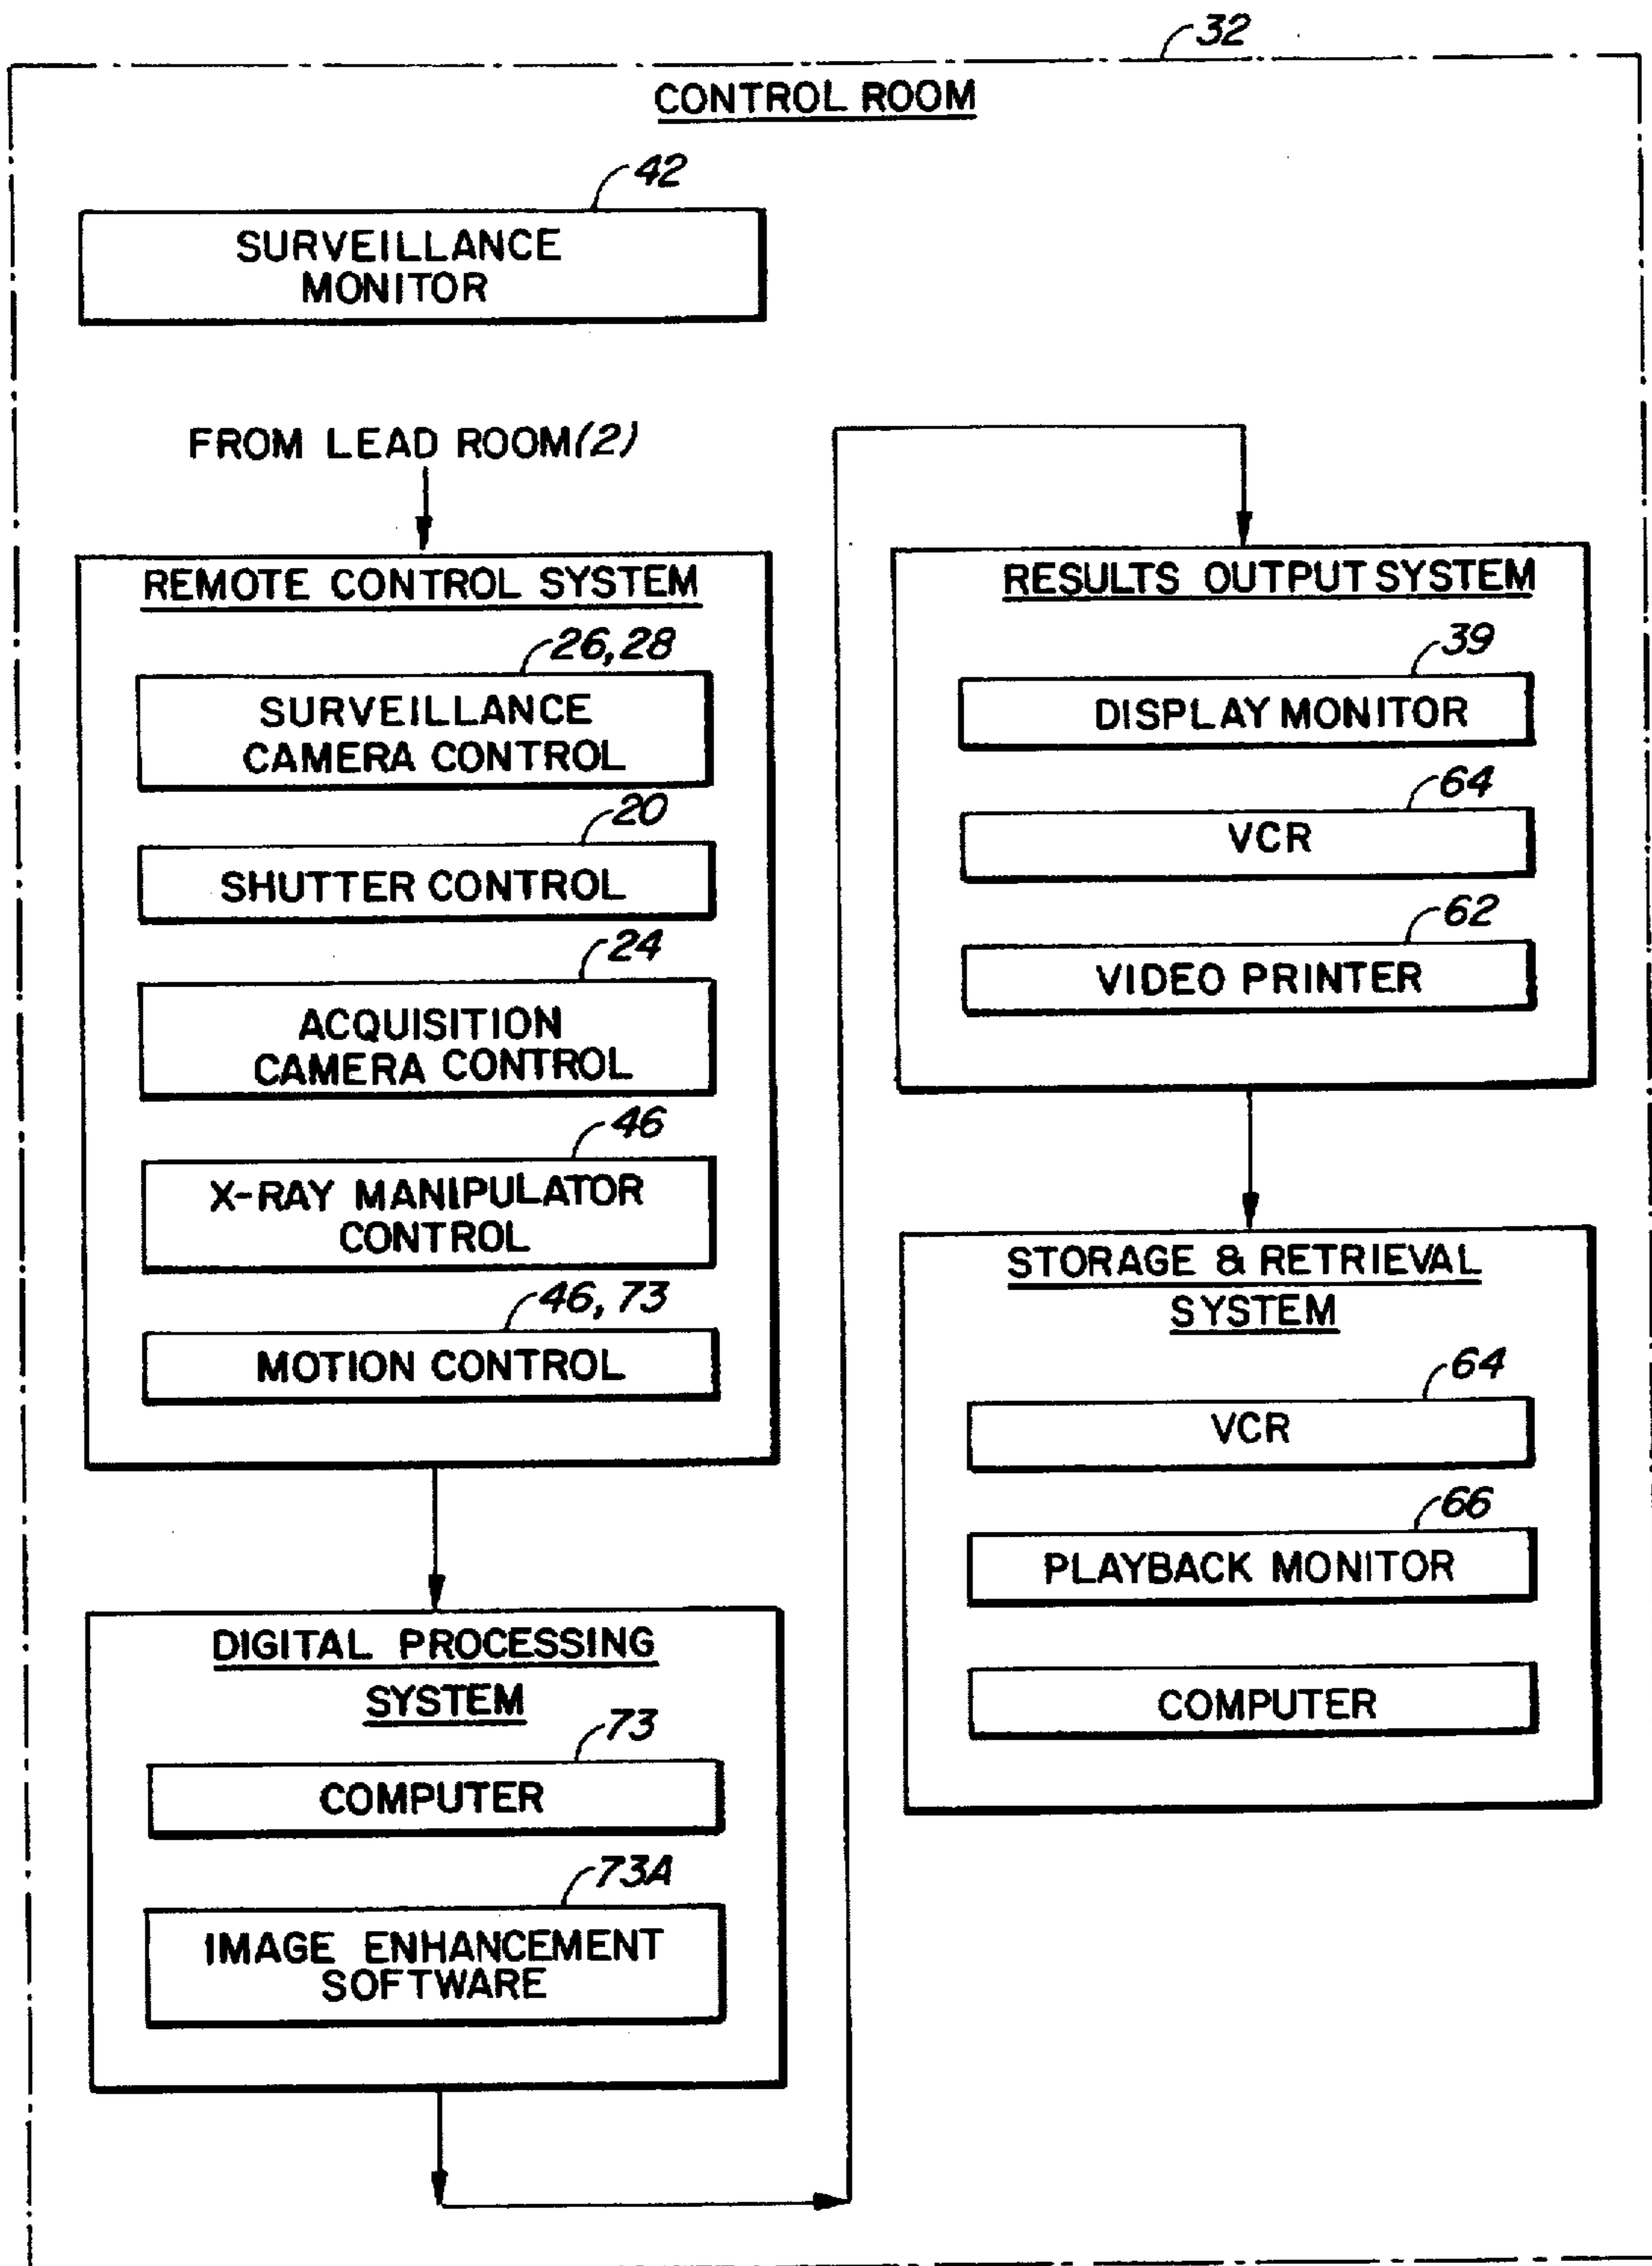 32
CONTROL ROOM
42
SURVEILLANCE
MONITOR
FROM LEAD ROOM(2)
REMOTE CONTROL SYSTEM
26,28
SURVEILLANCE
CAMERA CONTROL
20
SHUTTER CONTROL
24
ACQUISITION
CAMERA CONTROL
46
X-RAY MANIPULATOR
CONTROL
46, 73
MOTION CONTROL
DIGITAL PROCESSING
SYSTEM
73
COMPUTER
73A
IMAGE ENHANCEMENT
SOFTWARE
RESULTS OUTPUT SYSTEM
39
DISPLAY MONITOR
64
VCR
62
VIDEO PRINTER
STORAGE & RETRIEVAL
SYSTEM
64
VCR
66
PLAYBACK MONITOR
COMPUTER